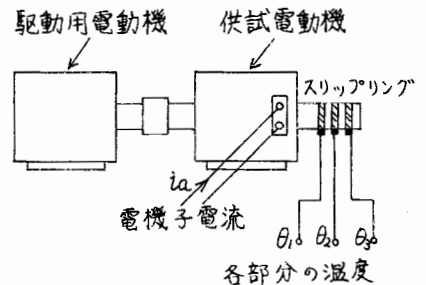 駆動用電動機
供試電動機
スリップリング
ia
電機子電流
θ1 θ2 θ3
各部分の温度